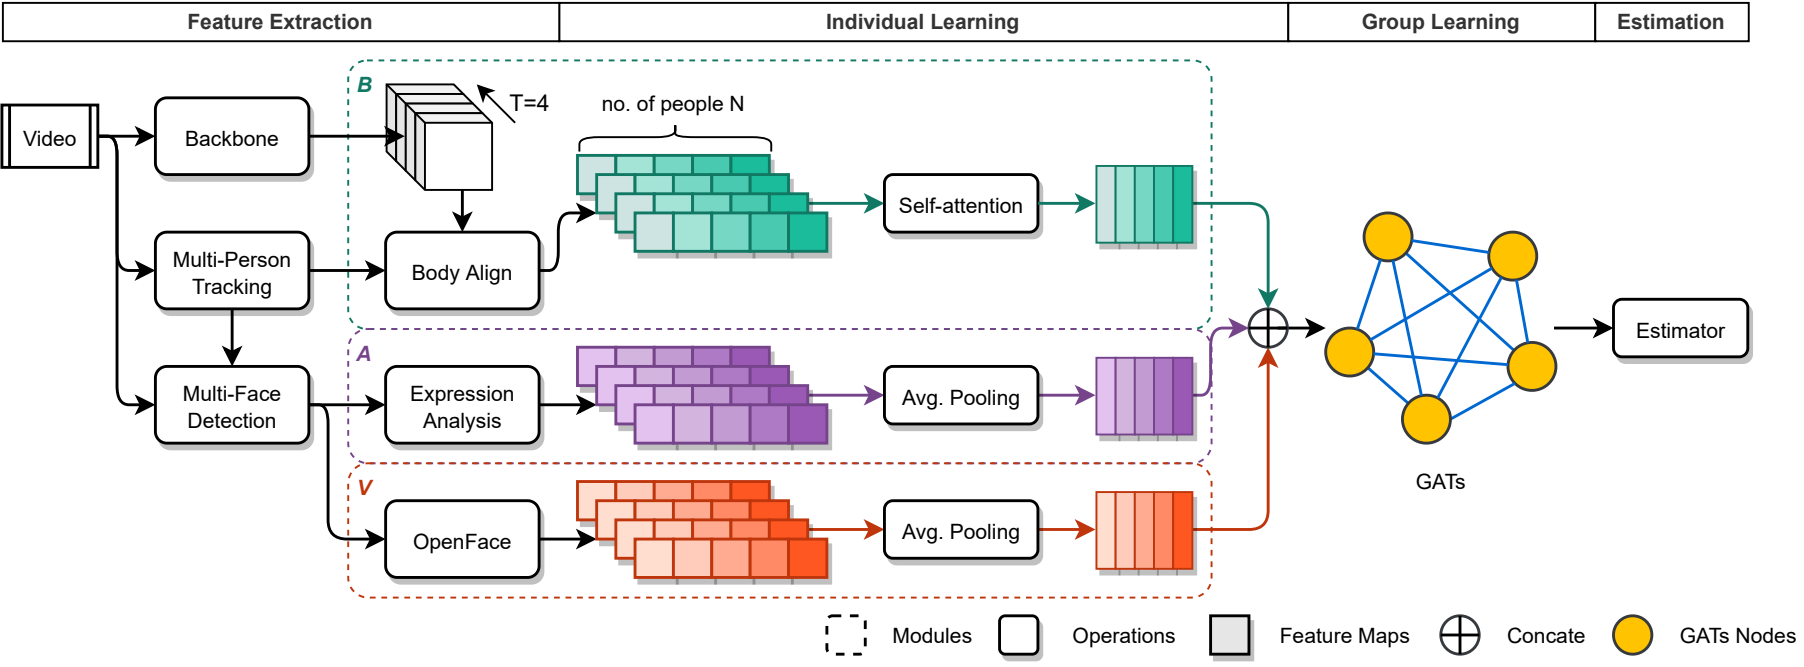 Feature Extraction
Individual Learning
Group Learning
Estimation
B
T=4
no. of people N
Video
Backbone
Self-attention
Multi-Person
Tracking
Body Align
Estimator
A
Multi-Face
Detection
Expression
Analysis
Avg. Pooling
GATs
V
OpenFace
Avg. Pooling
Modules
Operations
Feature Maps
Concate
GATs Nodes